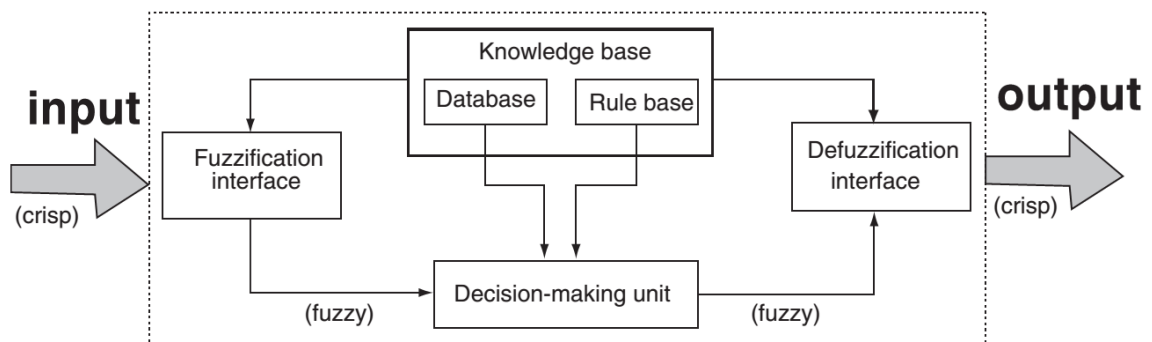 Knowledge base
Database
Rule base
input
(crisp)
Fuzzification
interface
Decision-making unit
(fuzzy)
(fuzzy)
Defuzzification
interface
output
(crisp)